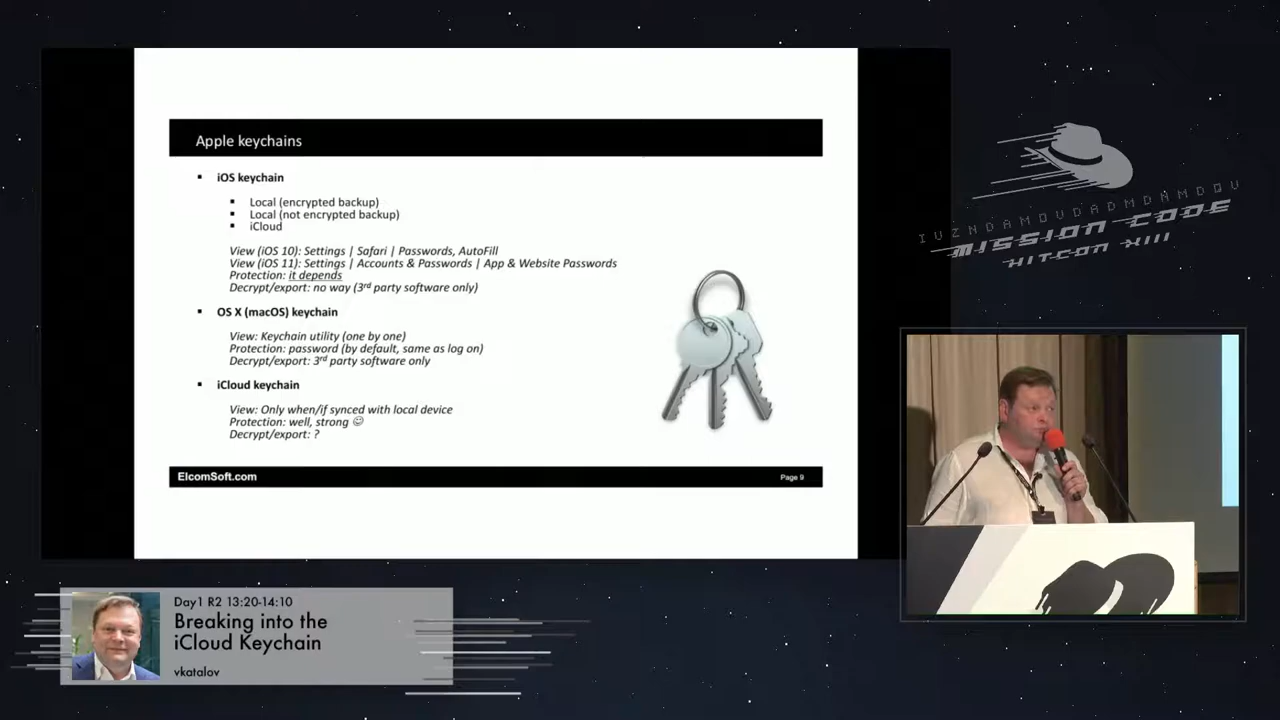 Apple keychains
▪ iOS keychain
▪ Local (encrypted backup)
▪ Local (not encrypted backup)
▪ iCloud
View (iOS 10): Settings | Safari | Passwords, AutoFill
View (iOS 11): Settings | Accounts & Passwords | App & Website Passwords
Protection: it depends
Decrypt/export: no way (3rd party software only)
▪ OS X (macOS) keychain
View: Keychain utility (one by one)
Protection: password (by default, same as log on)
Decrypt/export: 3rd party software only
▪ iCloud keychain
View: Only when/if synced with local device
Protection: well, strong ☺
Decrypt/export: ?
ElcomSoft.com
Page 9
MISSION CODE
HITCON XIII
Day1 R2 13:20-14:10
Breaking into the
iCloud Keychain
vkatalov